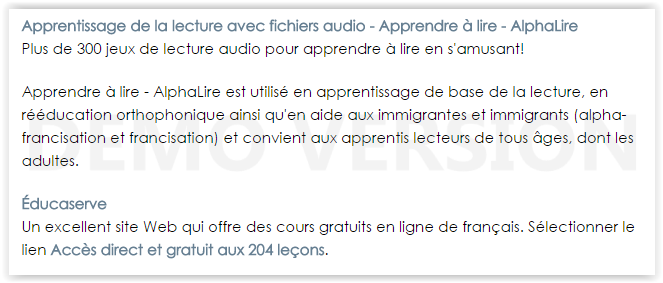 Apprentissage de la lecture avec fichiers audio - Apprendre à lire - AlphaLire
Plus de 300 jeux de lecture audio pour apprendre à lire en s'amusant!
Apprendre à lire - AlphaLire est utilisé en apprentissage de base de la lecture, en
rééducation orthophonique ainsi qu'en aide aux immigrantes et immigrants (alpha-
francisation et francisation) et convient aux apprentis lecteurs de tous âges, dont les
adultes.
DEMO VERSION
Éducaserve
Un excellent site Web qui offre des cours gratuits en ligne de français. Sélectionner le
lien Accès direct et gratuit aux 204 leçons.